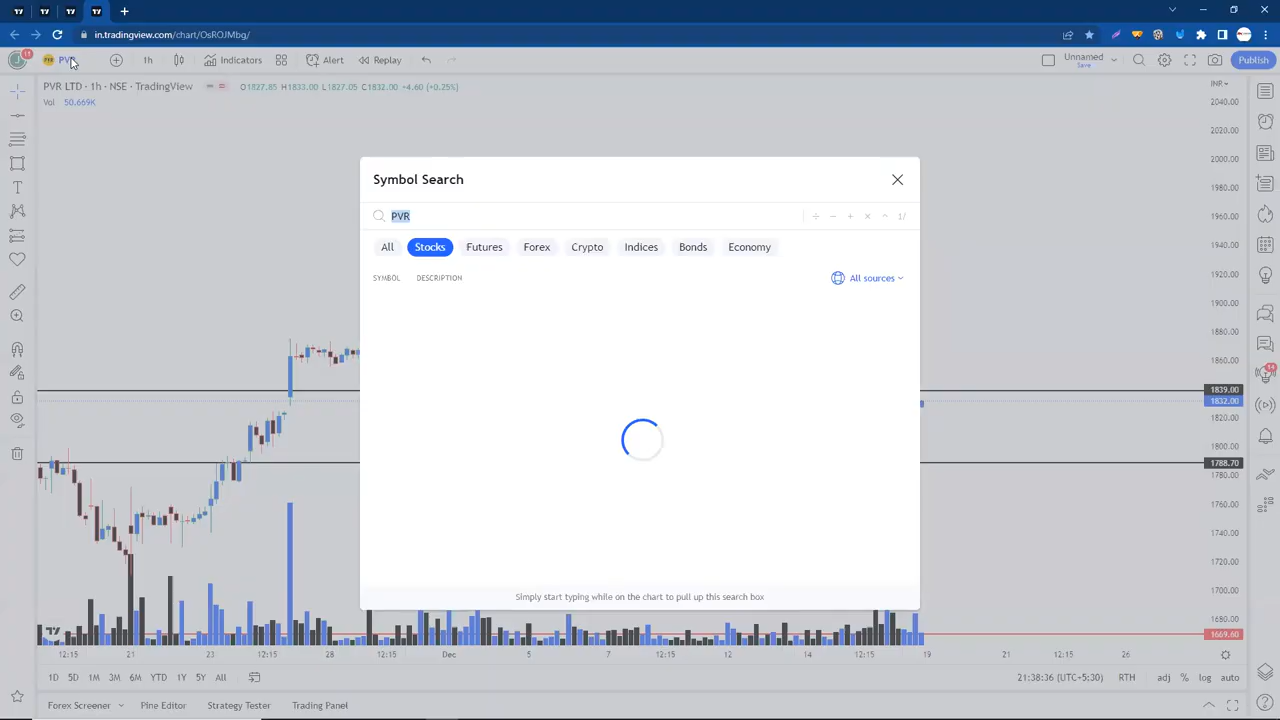 in.tradingview.com/chart/OsROJMbg/
11 PVR 1h Indicators Alert Replay Unnamed Save Publish
PVR LTD · 1h · NSE · TradingView O1827.85 H1833.00 L1827.05 C1832.00 +4.60 (+0.25%) INR
Vol 50.669K
2040.00
2020.00
2000.00
1980.00
1960.00
1940.00
1920.00
1900.00
1880.00
1860.00
1839.00
1832.00
1820.00
1800.00
1788.70
1780.00
1760.00
1740.00
1720.00
1700.00
1680.00
1669.60
Symbol Search
PVR
÷ − + × ^ 1/
All Stocks Futures Forex Crypto Indices Bonds Economy
SYMBOL DESCRIPTION All sources
Simply start typing while on the chart to pull up this search box
12:15 21 23 12:15 28 12:15 Dec 5 7 12:15 12 14 12:15 19 21 12:15 26
1D 5D 1M 3M 6M YTD 1Y 5Y All 21:38:36 (UTC+5:30) RTH adj % log auto
Forex Screener Pine Editor Strategy Tester Trading Panel